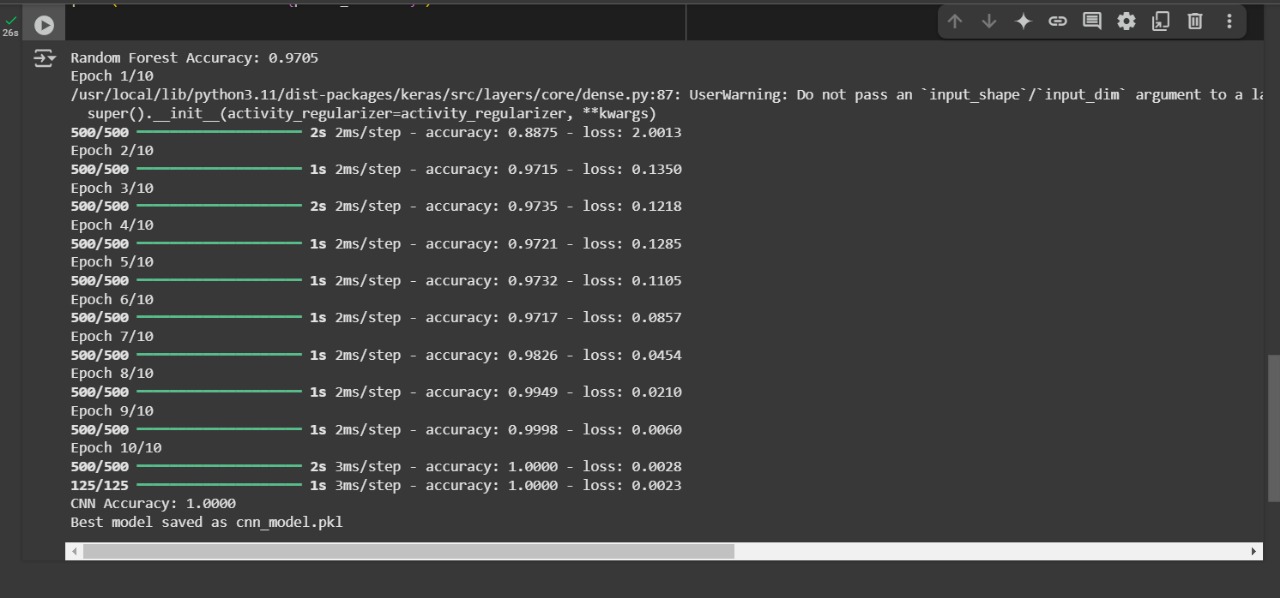 26s
Random Forest Accuracy: 0.9705
Epoch 1/10
/usr/local/lib/python3.11/dist-packages/keras/src/layers/core/dense.py:87: UserWarning: Do not pass an `input_shape`/`input_dim` argument to a la
super().__init__(activity_regularizer=activity_regularizer, **kwargs)
500/500 2s 2ms/step - accuracy: 0.8875 - loss: 2.0013
Epoch 2/10
500/500 1s 2ms/step - accuracy: 0.9715 - loss: 0.1350
Epoch 3/10
500/500 2s 2ms/step - accuracy: 0.9735 - loss: 0.1218
Epoch 4/10
500/500 1s 2ms/step - accuracy: 0.9721 - loss: 0.1285
Epoch 5/10
500/500 1s 2ms/step - accuracy: 0.9732 - loss: 0.1105
Epoch 6/10
500/500 1s 2ms/step - accuracy: 0.9717 - loss: 0.0857
Epoch 7/10
500/500 1s 2ms/step - accuracy: 0.9826 - loss: 0.0454
Epoch 8/10
500/500 1s 2ms/step - accuracy: 0.9949 - loss: 0.0210
Epoch 9/10
500/500 1s 2ms/step - accuracy: 0.9998 - loss: 0.0060
Epoch 10/10
500/500 2s 3ms/step - accuracy: 1.0000 - loss: 0.0028
125/125 1s 3ms/step - accuracy: 1.0000 - loss: 0.0023
CNN Accuracy: 1.0000
Best model saved as cnn_model.pkl